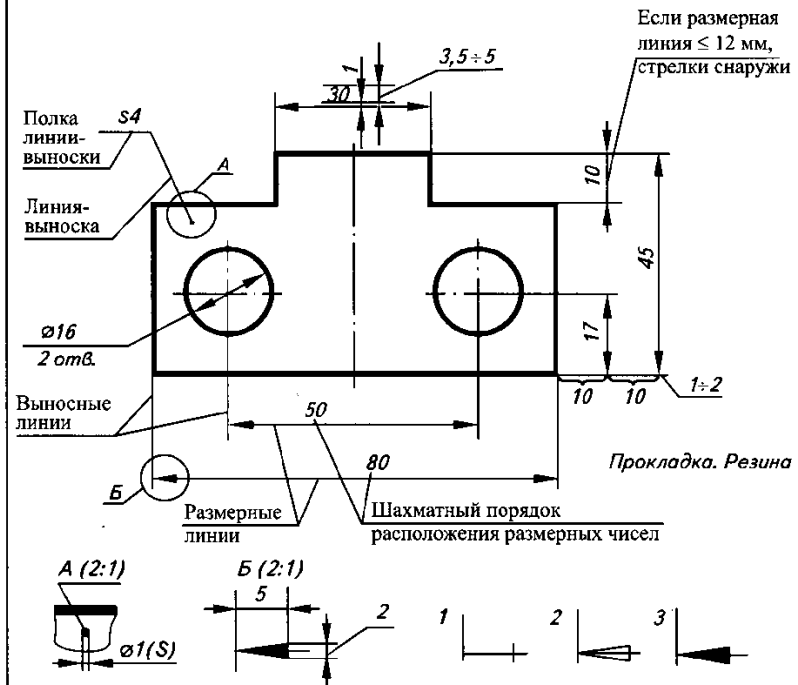 Если размерная
линия ≤ 12 мм,
стрелки снаружи
1
3,5÷5
30
Полка
линии-
выноски
s4
А
Линия-
выноска
10
45
17
⌀16
2 отв.
Выносные
линии
50
10
10
1÷2
80
Прокладка. Резина
Б
Размерные
линии
Шахматный порядок
расположения размерных чисел
А (2:1)
⌀1(S)
Б (2:1)
5
2
1
2
3